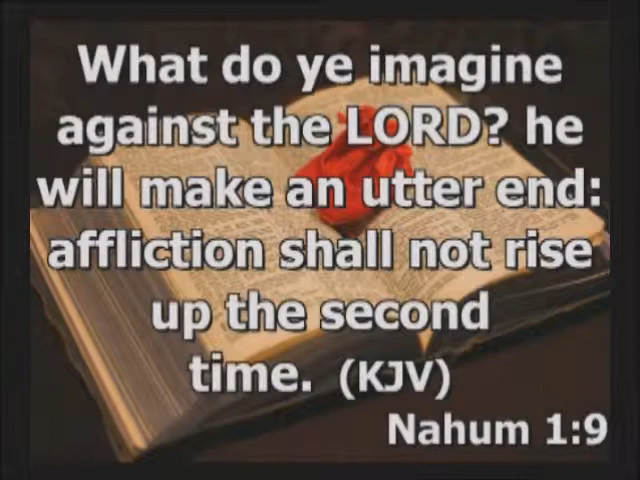 What do ye imagine
against the LORD? he
will make an utter end:
affliction shall not rise
up the second
time. (KJV)
Nahum 1:9